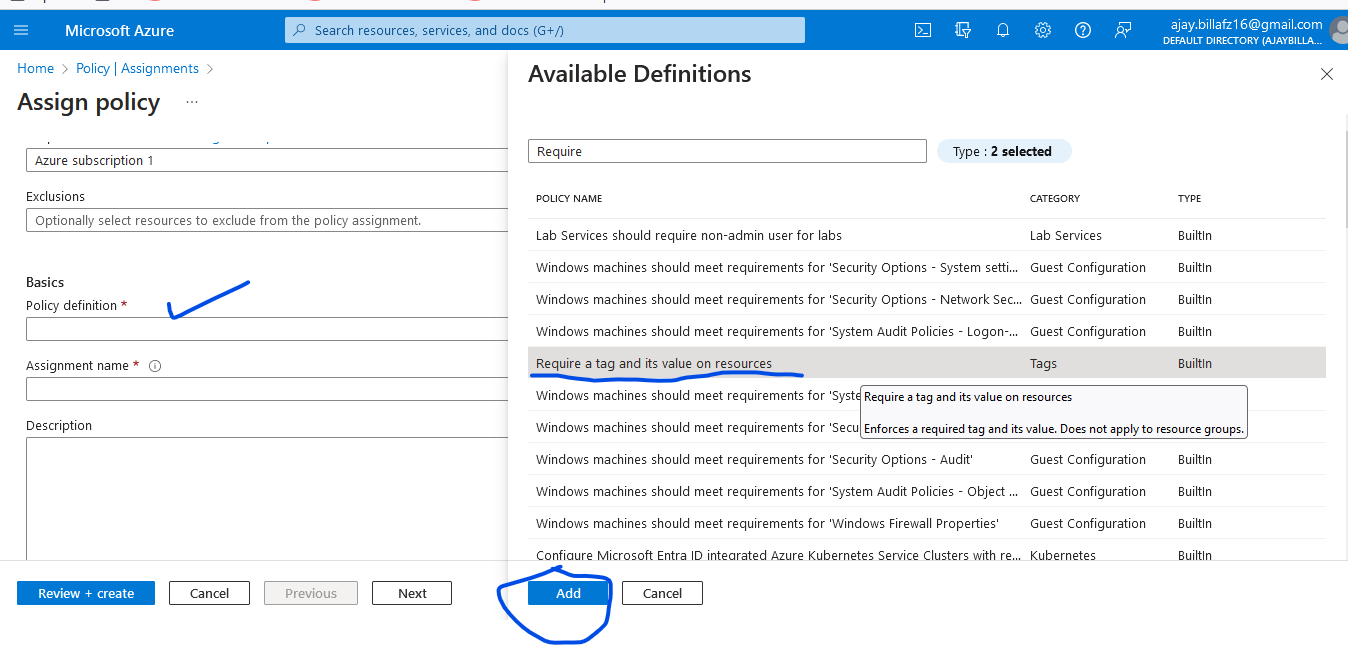 Microsoft Azure
Search resources, services, and docs (G+/)
ajay.billafz16@gmail.com
DEFAULT DIRECTORY (AJAYBILLA...
Home > Policy | Assignments >
Assign policy ...
Azure subscription 1
Exclusions
Optionally select resources to exclude from the policy assignment.
Basics
Policy definition *
Assignment name *
Description
Review + create
Cancel
Previous
Next
Available Definitions
Require
Type : 2 selected
POLICY NAME CATEGORY TYPE
Lab Services should require non-admin user for labs Lab Services BuiltIn
Windows machines should meet requirements for 'Security Options - System setti... Guest Configuration BuiltIn
Windows machines should meet requirements for 'Security Options - Network Sec... Guest Configuration BuiltIn
Windows machines should meet requirements for 'System Audit Policies - Logon-... Guest Configuration BuiltIn
Require a tag and its value on resources Tags BuiltIn
Windows machines should meet requirements for 'Syste
Require a tag and its value on resources
Enforces a required tag and its value. Does not apply to resource groups.
Windows machines should meet requirements for 'Secu
Windows machines should meet requirements for 'Security Options - Audit' Guest Configuration BuiltIn
Windows machines should meet requirements for 'System Audit Policies - Object ... Guest Configuration BuiltIn
Windows machines should meet requirements for 'Windows Firewall Properties' Guest Configuration BuiltIn
Configure Microsoft Entra ID integrated Azure Kubernetes Service Clusters with re... Kubernetes BuiltIn
Add
Cancel